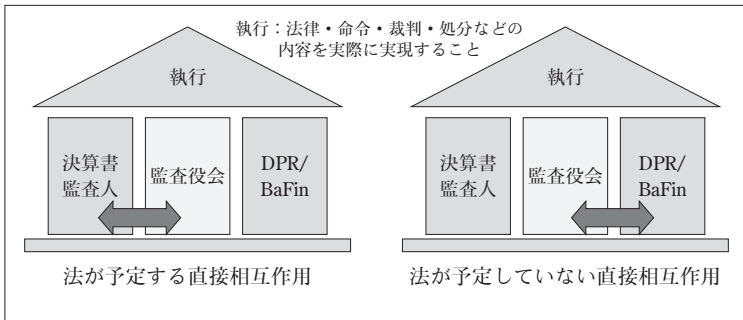 執行：法律・命令・裁判・処分などの
内容を実際に実現すること
執行
決算書
監査人
監査役会
DPR/
BaFin
法が予定する直接相互作用
執行
決算書
監査人
監査役会
DPR/
BaFin
法が予定していない直接相互作用